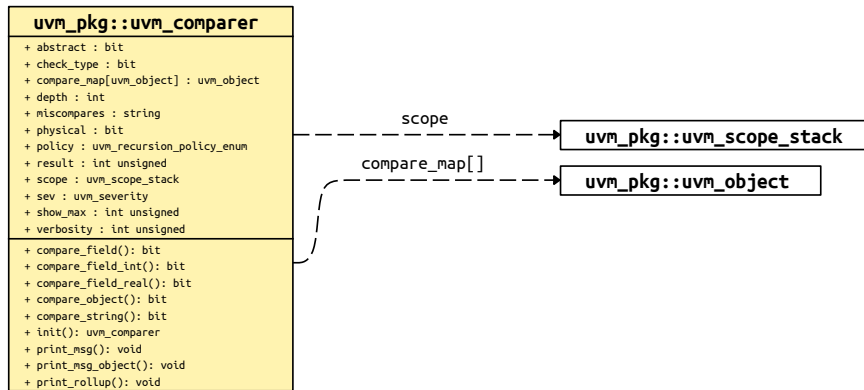 uvm_pkg::uvm_comparer
+ abstract : bit
+ check_type : bit
+ compare_map[uvm_object] : uvm_object
+ depth : int
+ miscompares : string
+ physical : bit
+ policy : uvm_recursion_policy_enum
+ result : int unsigned
+ scope : uvm_scope_stack
+ sev : uvm_severity
+ show_max : int unsigned
+ verbosity : int unsigned
+ compare_field(): bit
+ compare_field_int(): bit
+ compare_field_real(): bit
+ compare_object(): bit
+ compare_string(): bit
+ init(): uvm_comparer
+ print_msg(): void
+ print_msg_object(): void
+ print_rollup(): void
scope
uvm_pkg::uvm_scope_stack
compare_map[]
uvm_pkg::uvm_object